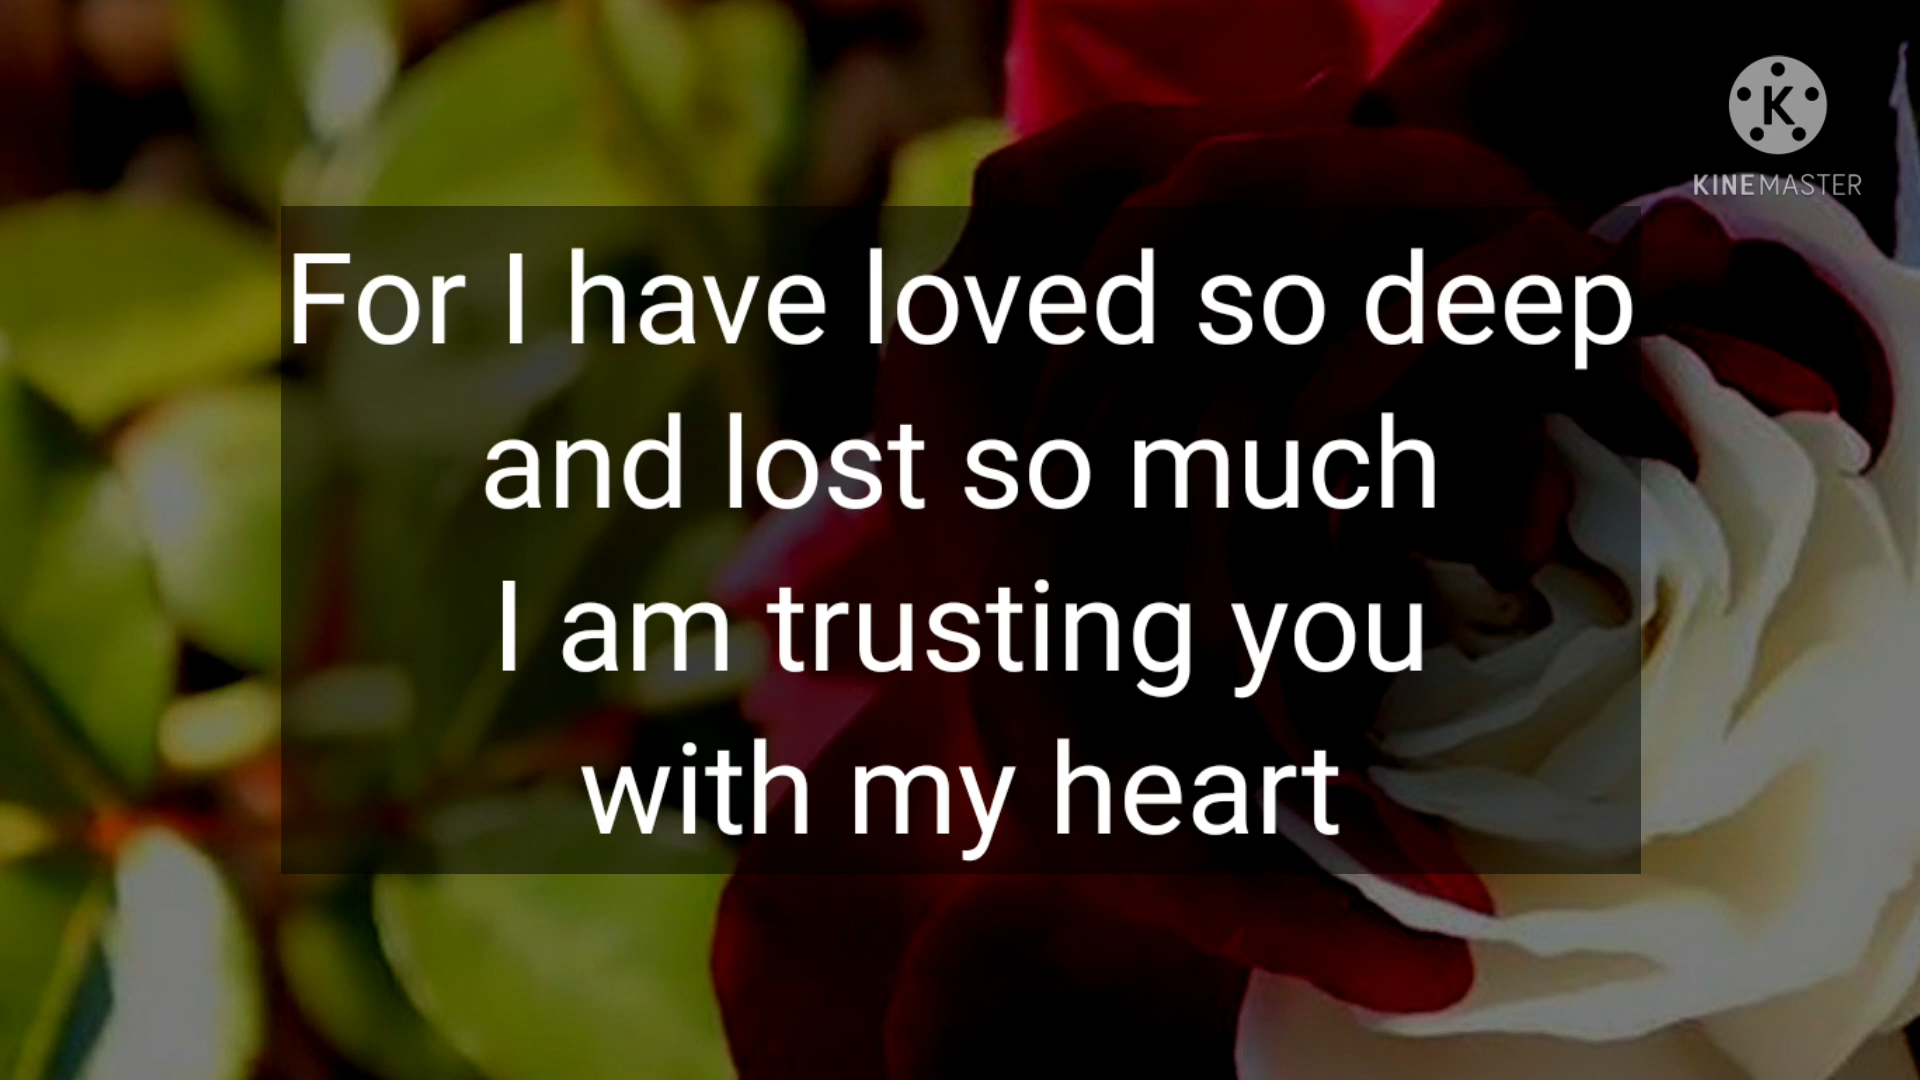 K
KINEMASTER
For I have loved so deep
and lost so much
I am trusting you
with my heart